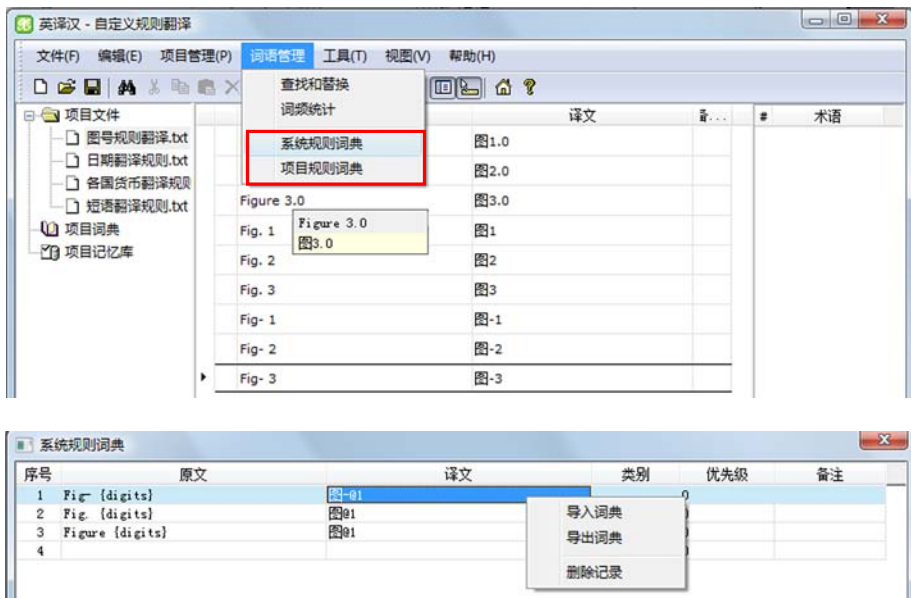 英译汉 - 自定义规则翻译
文件(F) 编辑(E) 项目管理(P) 词语管理 工具(T) 视图(V) 帮助(H)
查找和替换
词频统计
系统规则词典
项目规则词典
项目文件
图号规则翻译.txt
日期翻译规则.txt
各国货币翻译规则
短语翻译规则.txt
项目词典
项目记忆库
译文 备... # 术语
图1.0
图2.0
Figure 3.0 图3.0
Figure 3.0
图3.0
Fig. 1 图1
Fig. 2 图2
Fig. 3 图3
Fig- 1 图-1
Fig- 2 图-2
Fig- 3 图-3
系统规则词典
序号 原文 译文 类别 优先级 备注
1 Fig- {digits} 图-@1 0
2 Fig. {digits} 图@1
3 Figure {digits} 图@1
4
导入词典
导出词典
删除记录